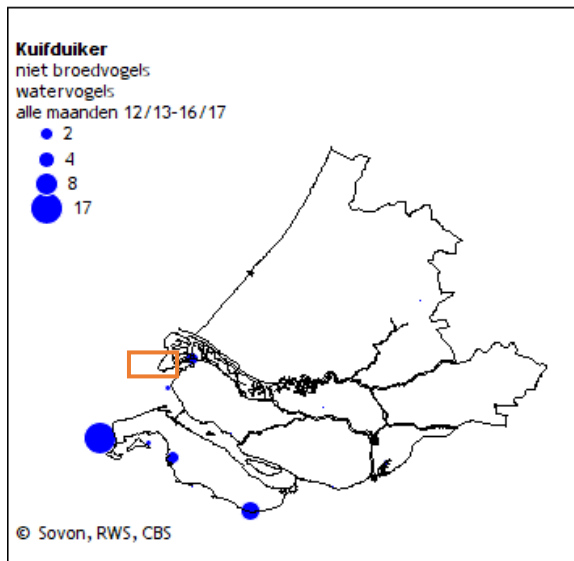 Kuifduiker
niet broedvogels
watervogels
alle maanden 12/13-16/17
2
4
8
17
© Sovon, RWS, CBS